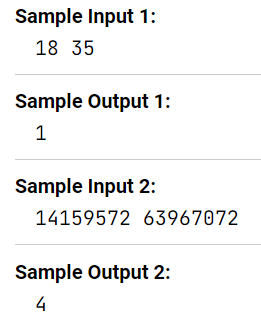 Sample Input 1:
18 35
Sample Output 1:
1
Sample Input 2:
14159572 63967072
Sample Output 2:
4